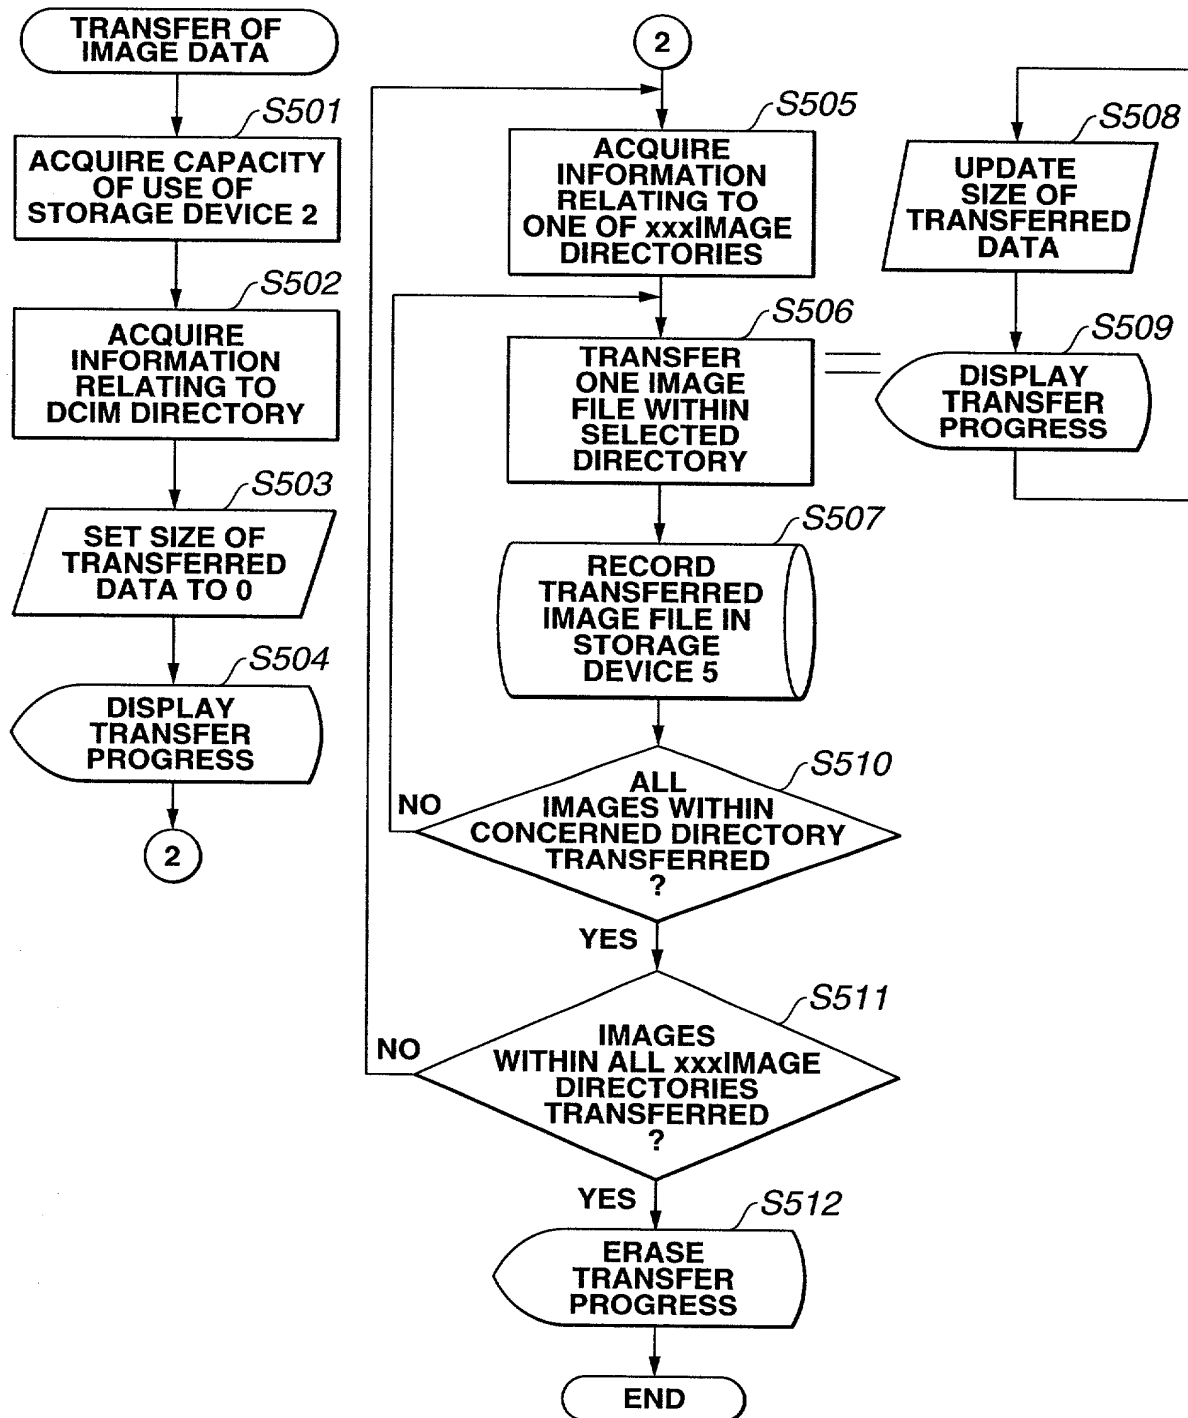 TRANSFER OF
IMAGE DATA
S501
ACQUIRE CAPACITY
OF USE OF
STORAGE DEVICE 2
S502
ACQUIRE
INFORMATION
RELATING TO
DCIM DIRECTORY
S503
SET SIZE OF
TRANSFERRED
DATA TO 0
S504
DISPLAY
TRANSFER
PROGRESS
2
2
S505
ACQUIRE
INFORMATION
RELATING TO
ONE OF xxxIMAGE
DIRECTORIES
S506
TRANSFER
ONE IMAGE
FILE WITHIN
SELECTED
DIRECTORY
S507
RECORD
TRANSFERRED
IMAGE FILE IN
STORAGE
DEVICE 5
S510
ALL
IMAGES WITHIN
CONCERNED DIRECTORY
TRANSFERRED
?
NO
YES
S511
IMAGES
WITHIN ALL xxxIMAGE
DIRECTORIES
TRANSFERRED
?
NO
YES
S512
ERASE
TRANSFER
PROGRESS
END
S508
UPDATE
SIZE OF
TRANSFERRED
DATA
S509
DISPLAY
TRANSFER
PROGRESS